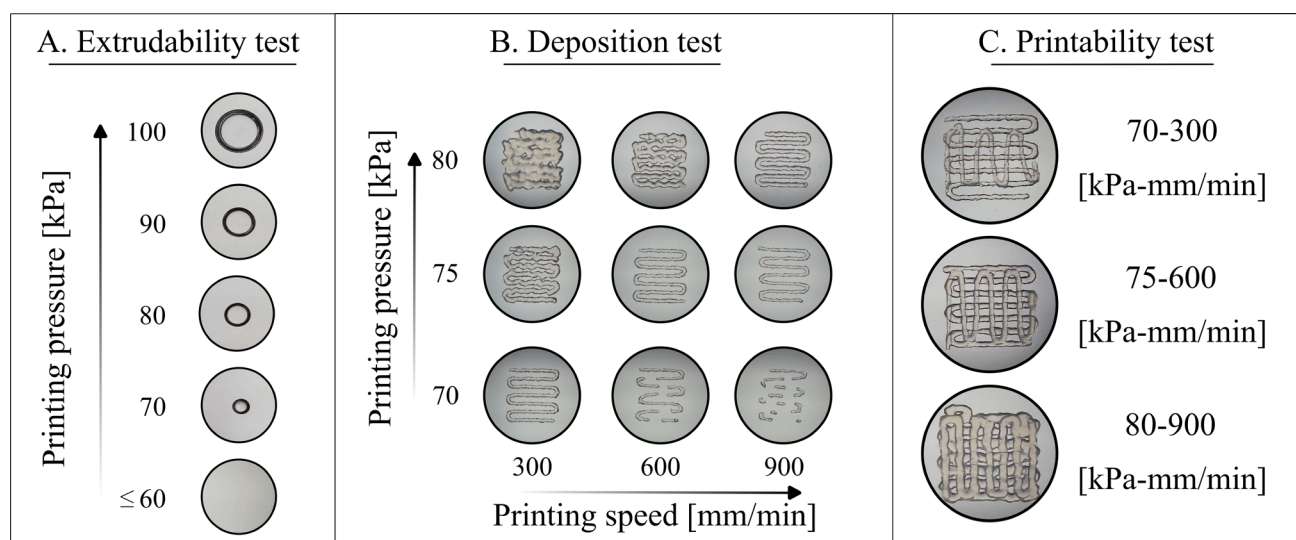 A. Extrudability test
Printing pressure [kPa]
100
90
80
70
≤ 60
B. Deposition test
Printing pressure [kPa]
80
75
70
300 600 900
Printing speed [mm/min]
C. Printability test
70-300
[kPa-mm/min]
75-600
[kPa-mm/min]
80-900
[kPa-mm/min]